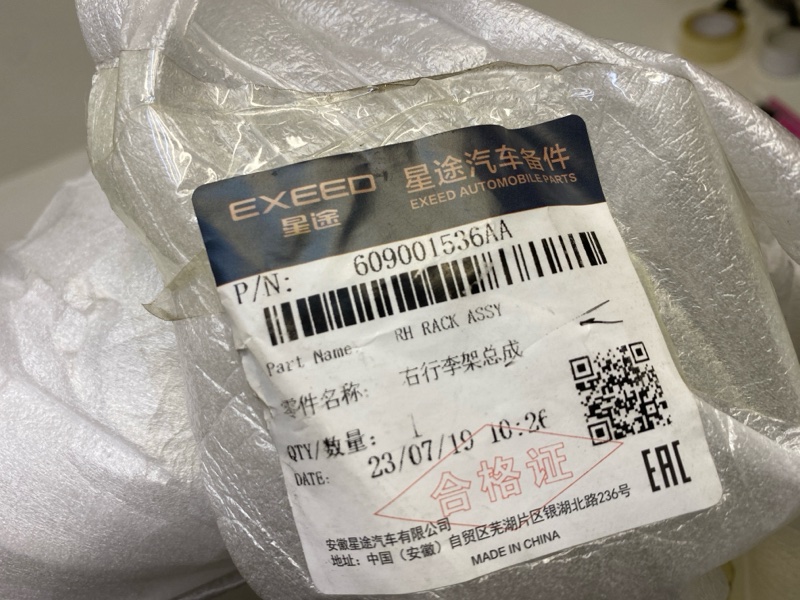 EXEED 星途汽车备件
星途 EXEED AUTOMOBILE PARTS
P/N: 609001536AA
Part Name: RH RACK ASSY
零件名称: 右行李架总成
QTY/数量: 1
DATE: 23/07/19 10:26
合格证
EAC
安徽星途汽车有限公司
地址: 中国（安徽）自贸区芜湖片区银湖北路236号
MADE IN CHINA